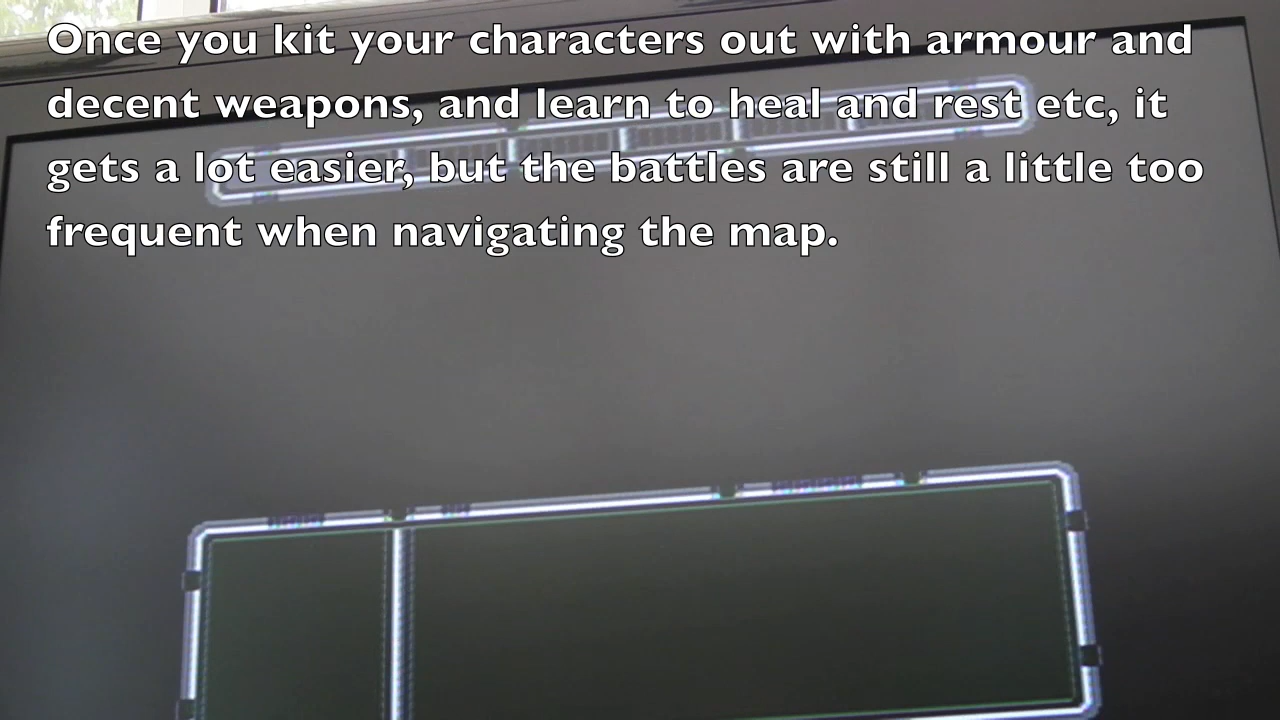 Once you kit your characters out with armour and
decent weapons, and learn to heal and rest etc, it
gets a lot easier, but the battles are still a little too
frequent when navigating the map.